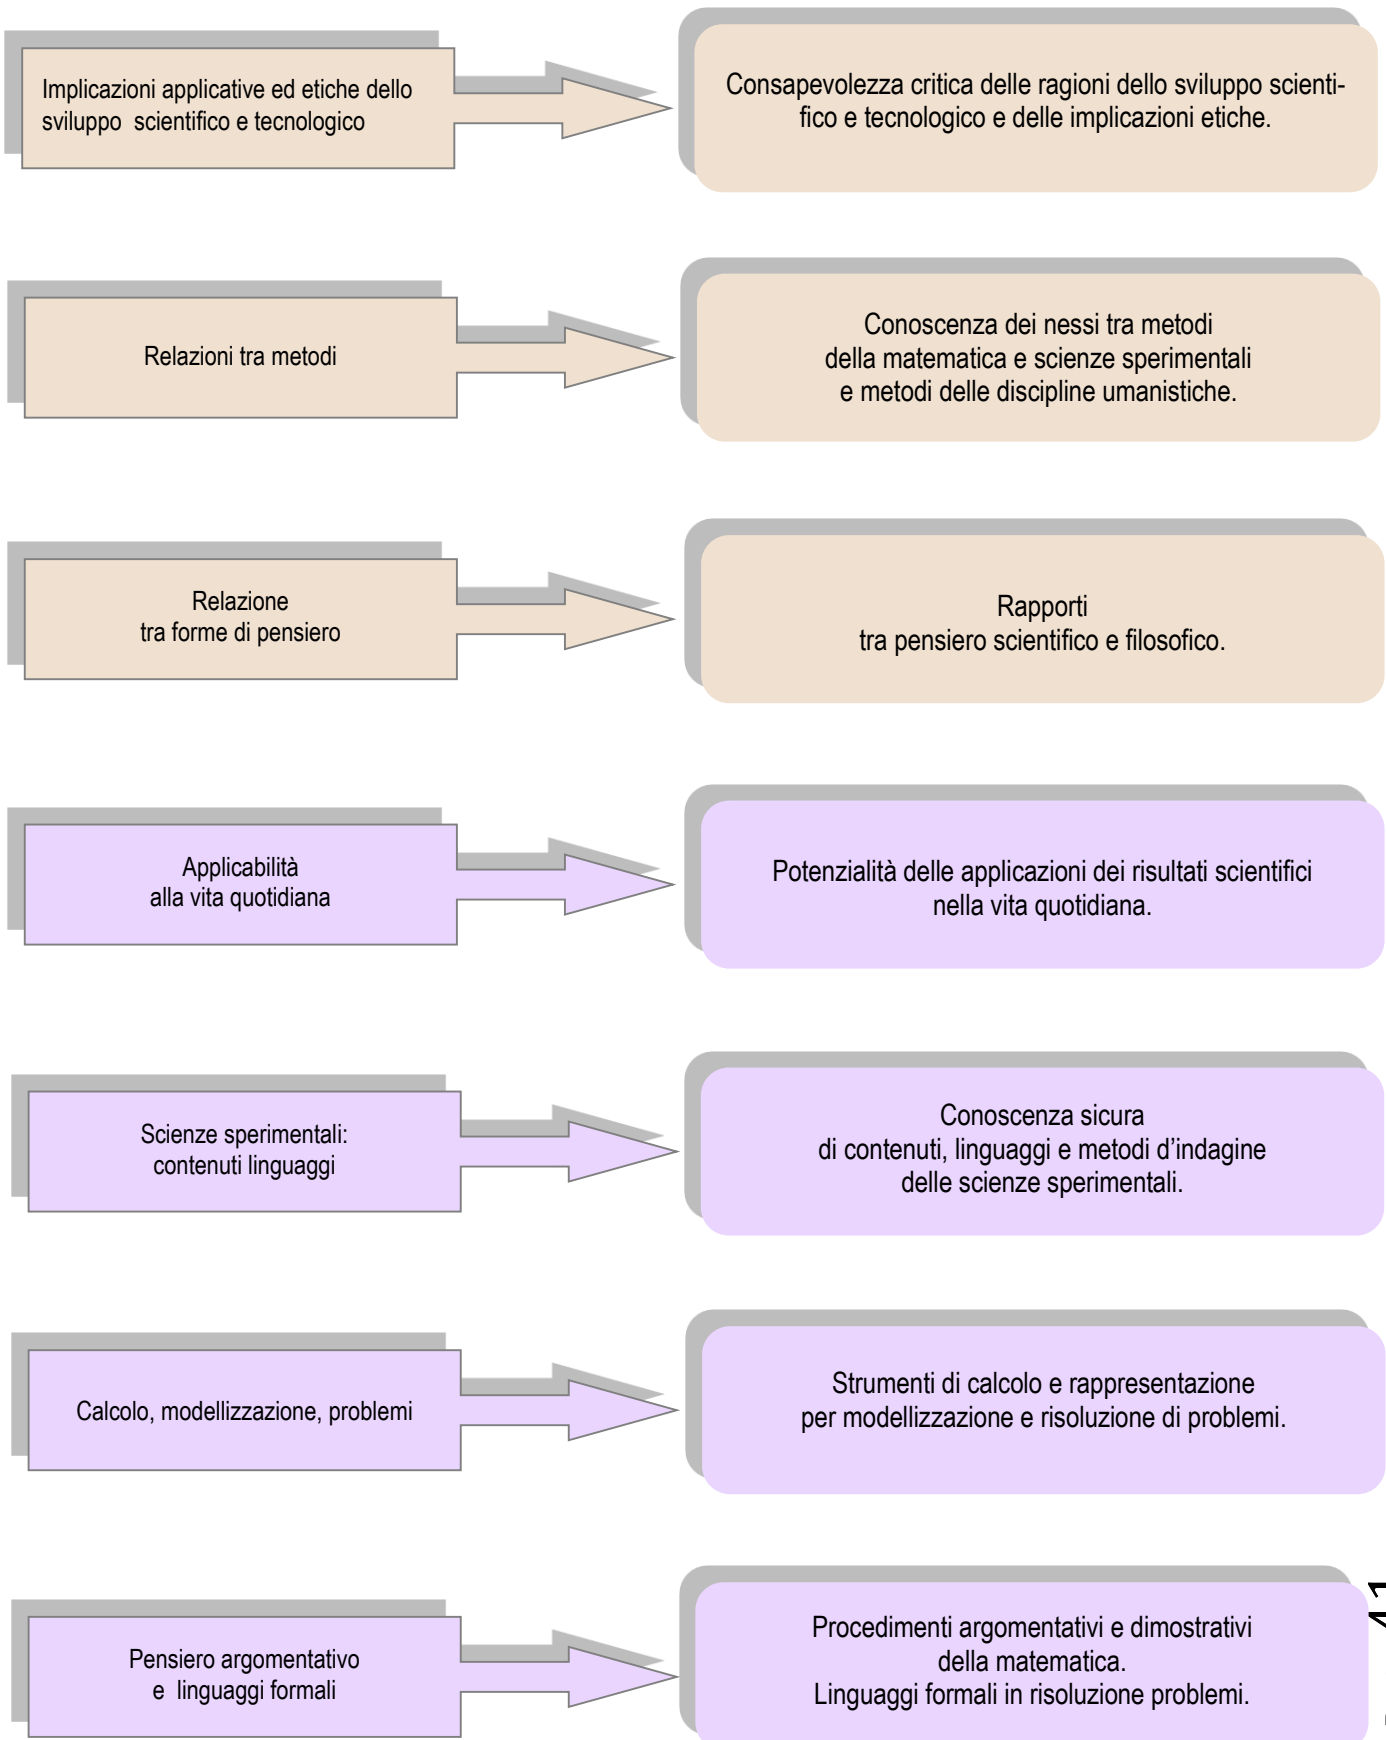 Implicazioni applicative ed etiche dello
sviluppo  scientifico e tecnologico
Consapevolezza critica delle ragioni dello sviluppo scienti-
fico e tecnologico e delle implicazioni etiche.
Relazioni tra metodi
Conoscenza dei nessi tra metodi
della matematica e scienze sperimentali
e metodi delle discipline umanistiche.
Relazione
tra forme di pensiero
Rapporti
tra pensiero scientifico e filosofico.
Applicabilità
alla vita quotidiana
Potenzialità delle applicazioni dei risultati scientifici
nella vita quotidiana.
Scienze sperimentali:
contenuti linguaggi
Conoscenza sicura
di contenuti, linguaggi e metodi d’indagine
delle scienze sperimentali.
Calcolo, modellizzazione, problemi
Strumenti di calcolo e rappresentazione
per modellizzazione e risoluzione di problemi.
Pensiero argomentativo
e  linguaggi formali
Procedimenti argomentativi e dimostrativi
della matematica.
Linguaggi formali in risoluzione problemi.